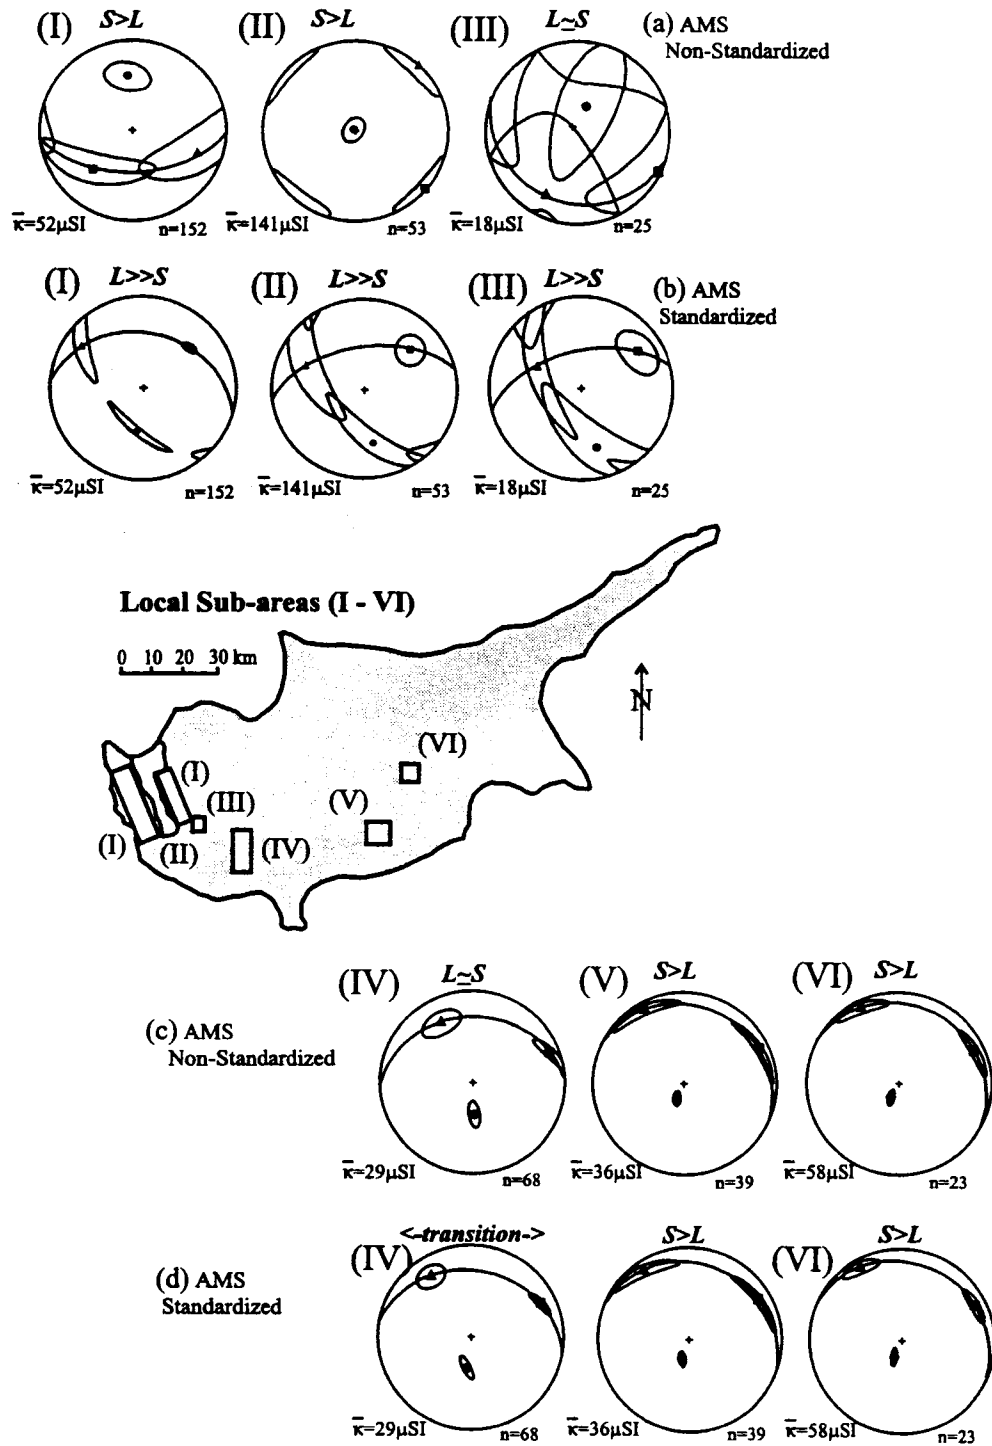 (I) S>L (II) S>L (III) L≃S (a) AMS
Non-Standardized
κ̅=52μSI n=152 κ̅=141μSI n=53 κ̅=18μSI n=25
(I) L>>S (II) L>>S (III) L>>S (b) AMS
Standardized
κ̅=52μSI n=152 κ̅=141μSI n=53 κ̅=18μSI n=25
Local Sub-areas (I - VI)
0 10 20 30 km
N
(VI)
(I)
(III) (V)
(I) (II) (IV)
(IV) L≃S (V) S>L (VI) S>L
(c) AMS
Non-Standardized
κ̅=29μSI n=68 κ̅=36μSI n=39 κ̅=58μSI n=23
<-transition-> S>L S>L
(IV) (VI)
(d) AMS
Standardized
κ̅=29μSI n=68 κ̅=36μSI n=39 κ̅=58μSI n=23